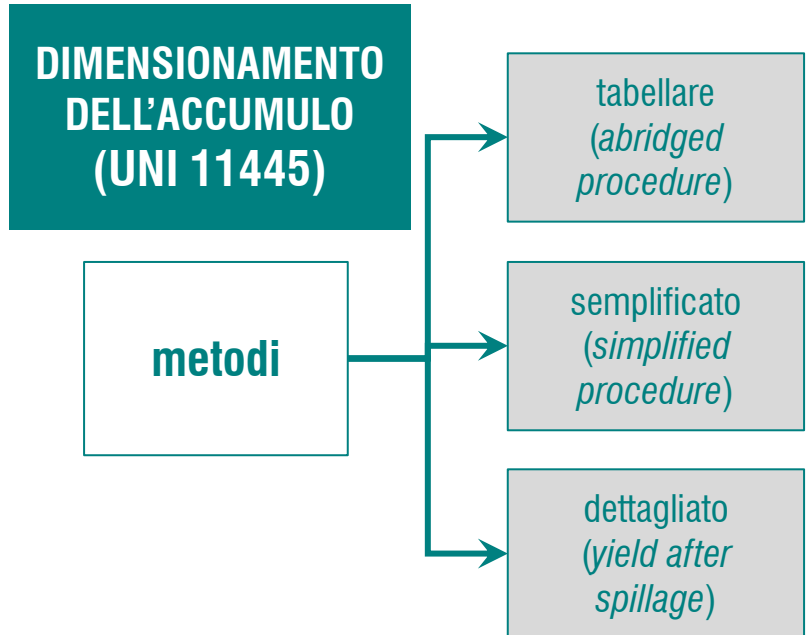 DIMENSIONAMENTO
DELL’ACCUMULO
(UNI 11445)
metodi
tabellare
(abridged
procedure)
semplificato
(simplified
procedure)
dettagliato
(yield after
spillage)